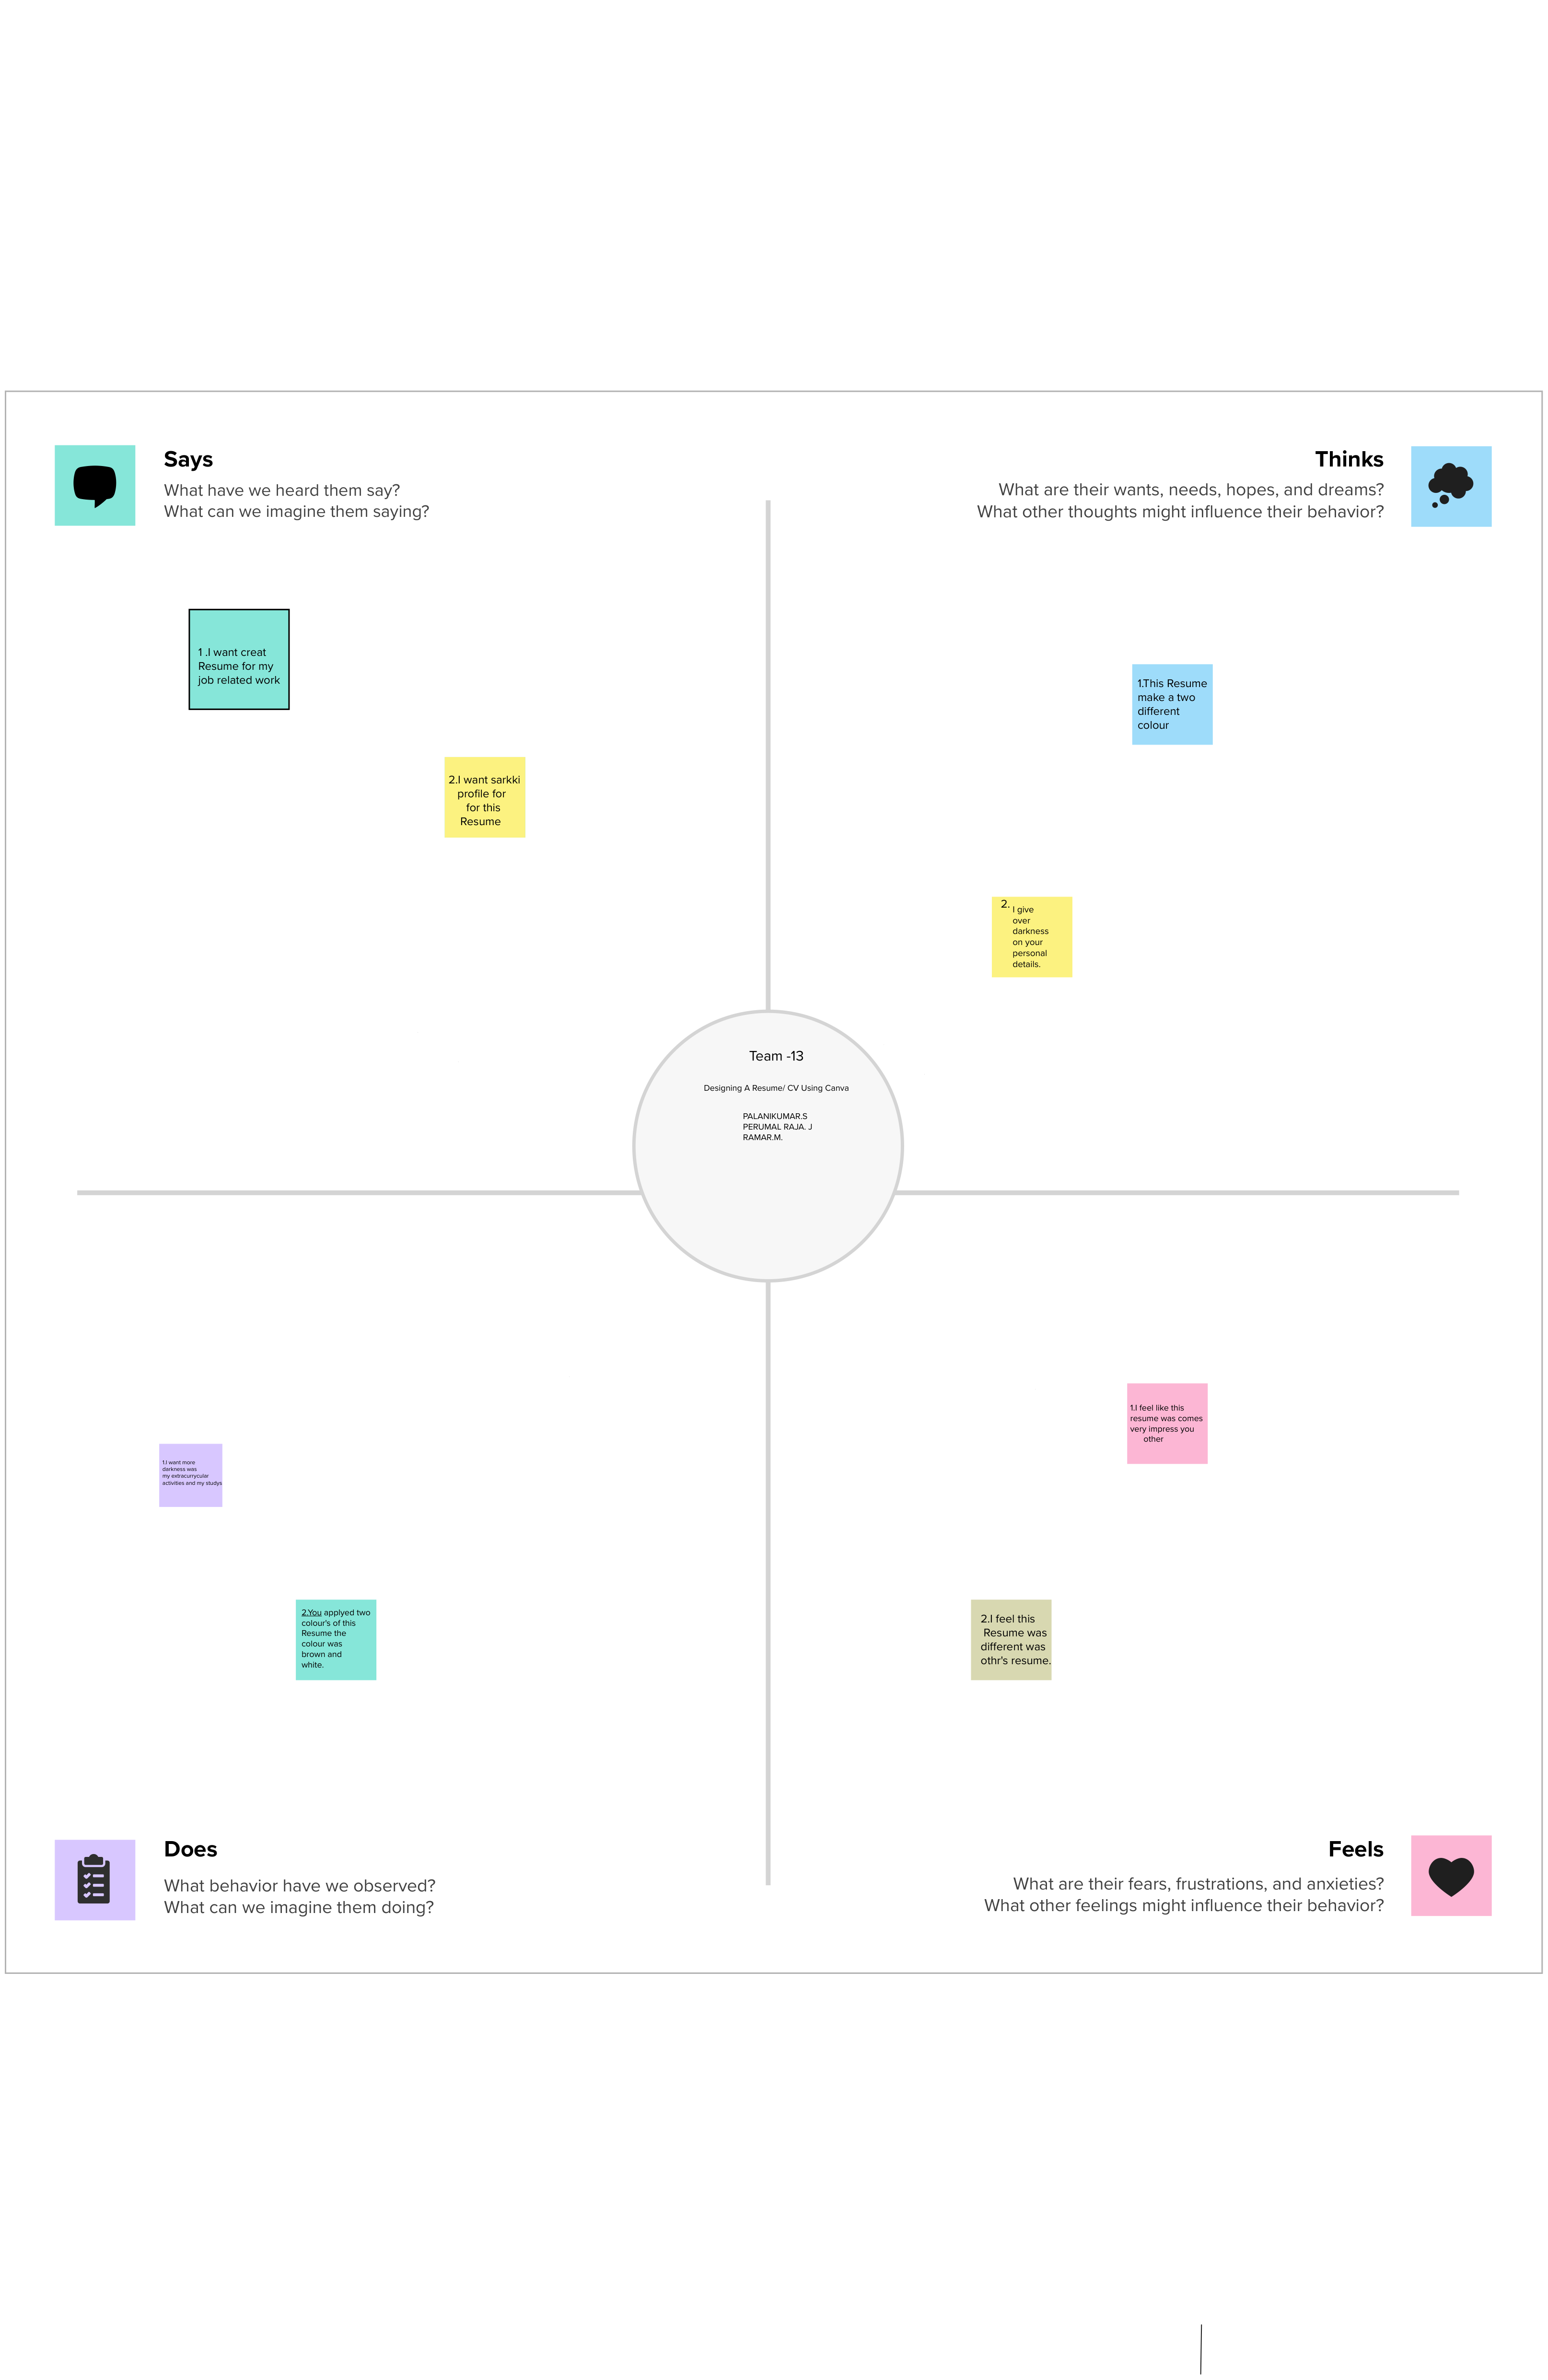 Says
What have we heard them say?
What can we imagine them saying?
Thinks
What are their wants, needs, hopes, and dreams?
What other thoughts might influence their behavior?
1 .I want creat
Resume for my
job related work
2.I want sarkki
profile for
for this
Resume
1.This Resume
make a two
different
colour
2.
I give
over
darkness
on your
personal
details.
Team -13
Designing A Resume/ CV Using Canva
PALANIKUMAR.S
PERUMAL RAJA. J
RAMAR.M.
1.I want more
darkness was
my extracurrycular
activities and my studys
2.You applyed two
colour's of this
Resume the
colour was
brown and
white.
1.I feel like this
resume was comes
very impress you
other
2.I feel this
Resume was
different was
othr's resume.
Does
What behavior have we observed?
What can we imagine them doing?
Feels
What are their fears, frustrations, and anxieties?
What other feelings might influence their behavior?